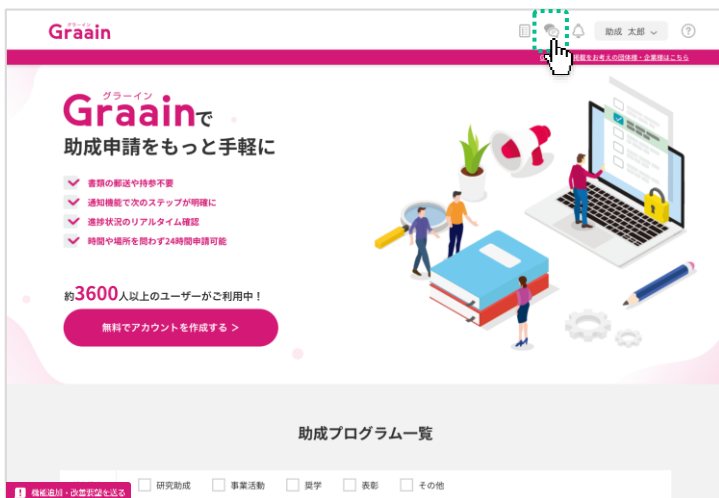 Graain
助成 太郎
掲載をお考えの団体様・企業様はこちら
グラーイン
Graainで
助成申請をもっと手軽に
書類の郵送や持参不要
通知機能で次のステップが明確に
進捗状況のリアルタイム確認
時間や場所を問わず24時間申請可能
約3600人以上のユーザーがご利用中！
無料でアカウントを作成する >
助成プログラム一覧
研究助成 事業活動 奨学 表彰 その他
機能追加・改善要望を送る